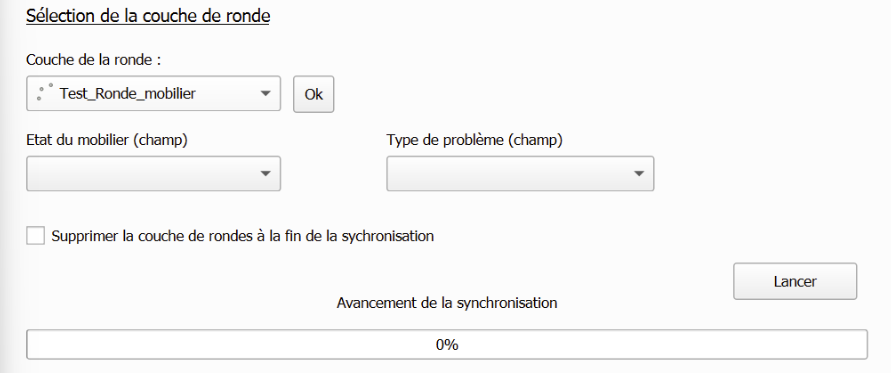 Sélection de la couche de ronde
Couche de la ronde :
Test_Ronde_mobilier
Ok
Etat du mobilier (champ)
Type de problème (champ)
Supprimer la couche de rondes à la fin de la sychronisation
Lancer
Avancement de la synchronisation
0%